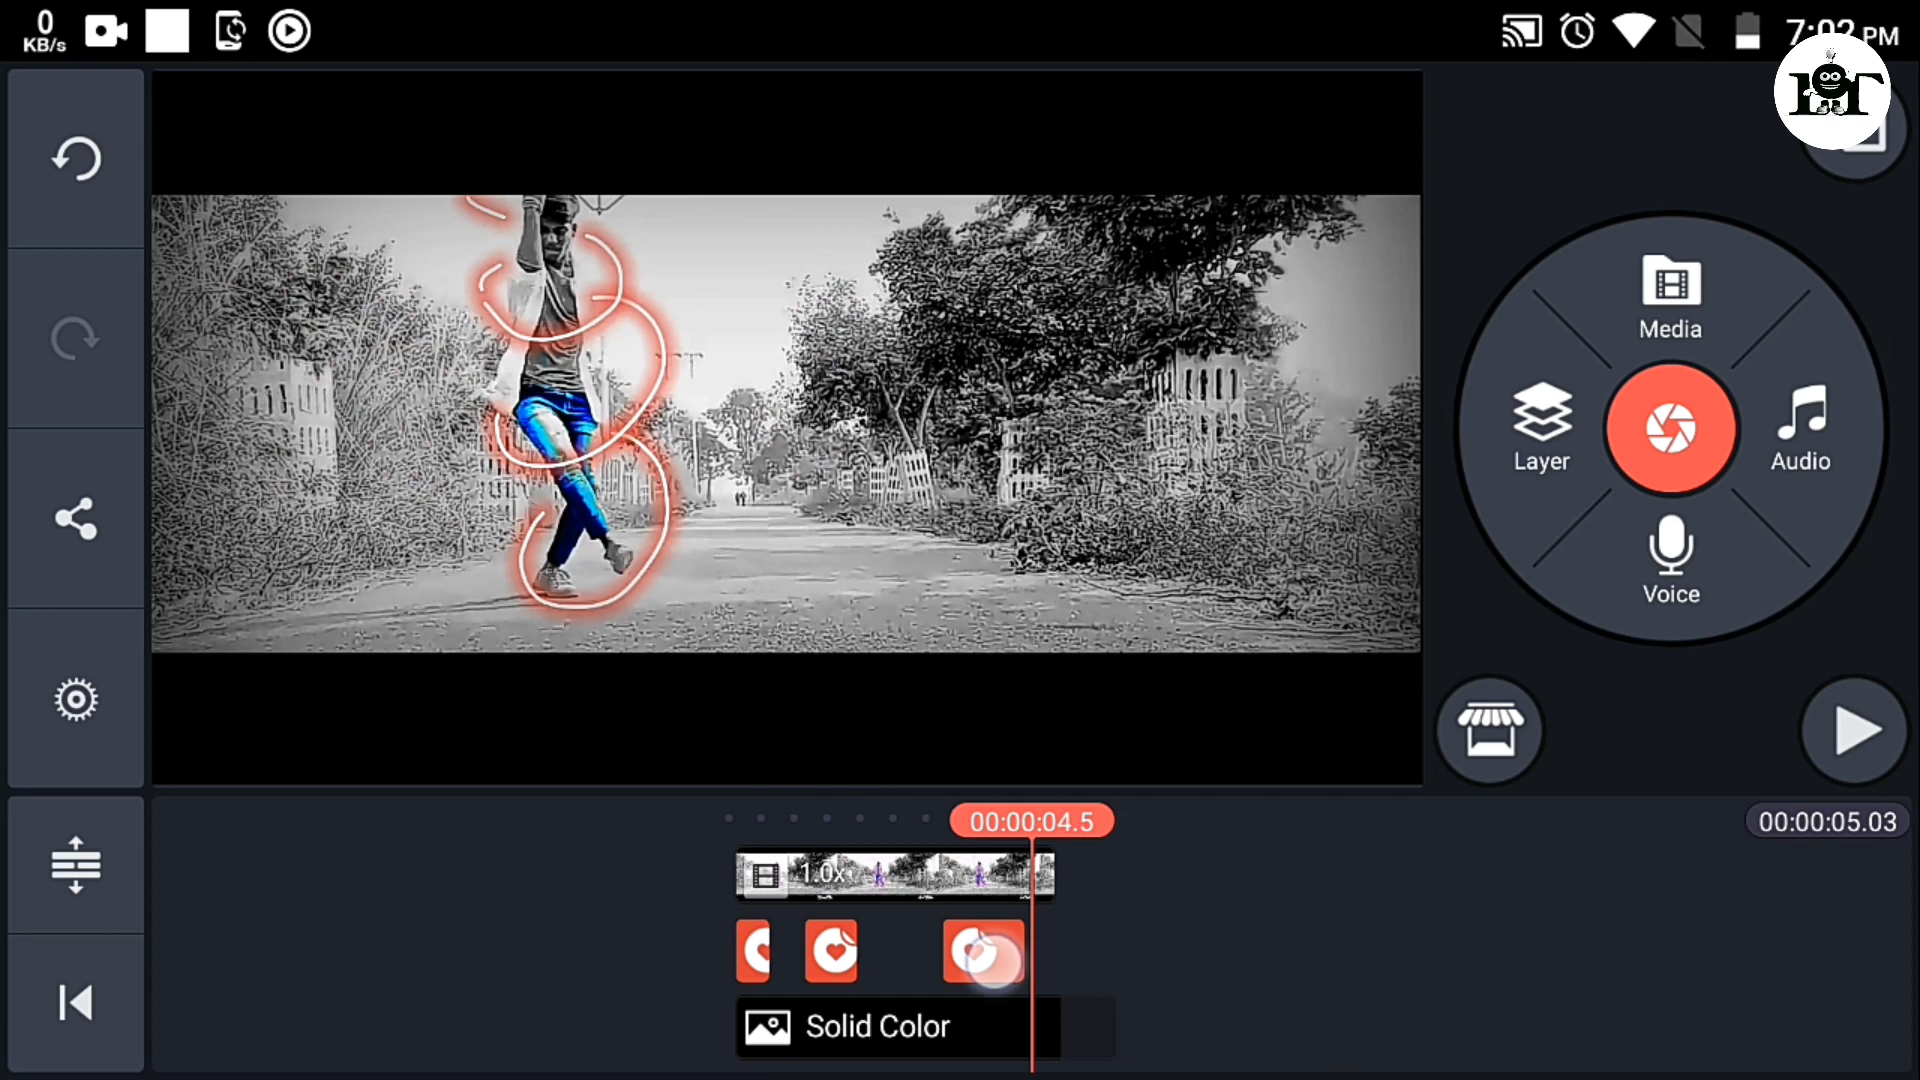 0
KB/s
7:02 PM
Media
Layer
Audio
Voice
00:00:04.5
00:00:05.03
1.0x
Solid Color